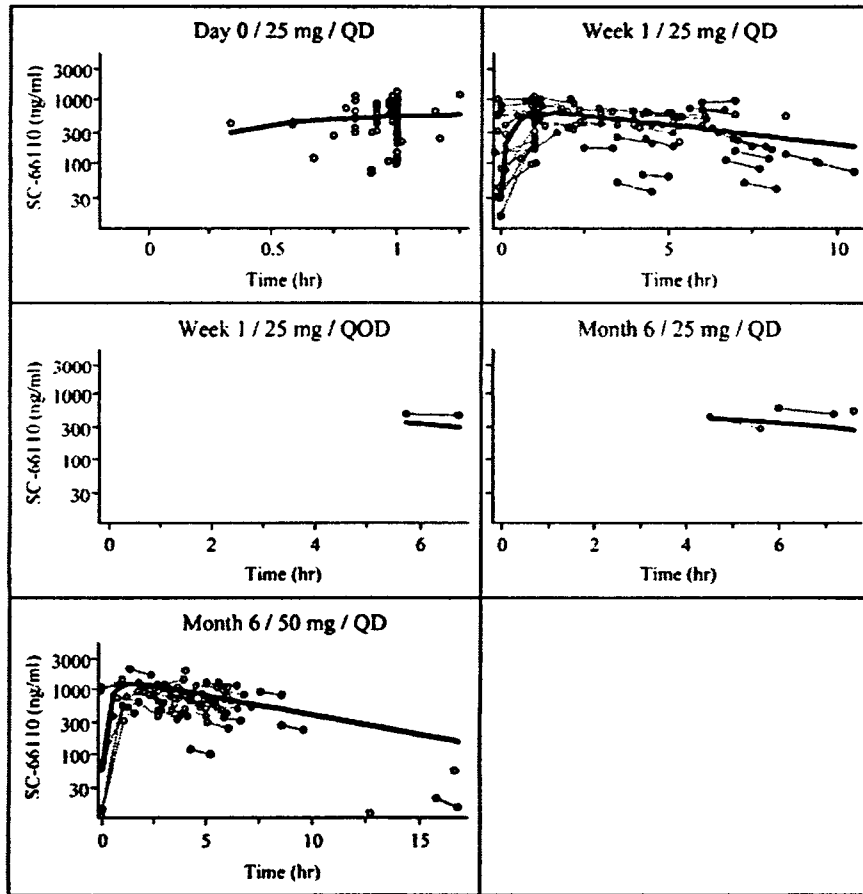 Day 0 / 25 mg / QD
SC-66110 (ng/ml)
3000
1000
300
100
30
0
0.5
1
Time (hr)
Week 1 / 25 mg / QD
0
5
10
Time (hr)
Week 1 / 25 mg / QOD
SC-66110 (ng/ml)
3000
1000
300
100
30
0
2
4
6
Time (hr)
Month 6 / 25 mg / QD
0
2
4
6
Time (hr)
Month 6 / 50 mg / QD
SC-66110 (ng/ml)
3000
1000
300
100
30
0
5
10
15
Time (hr)